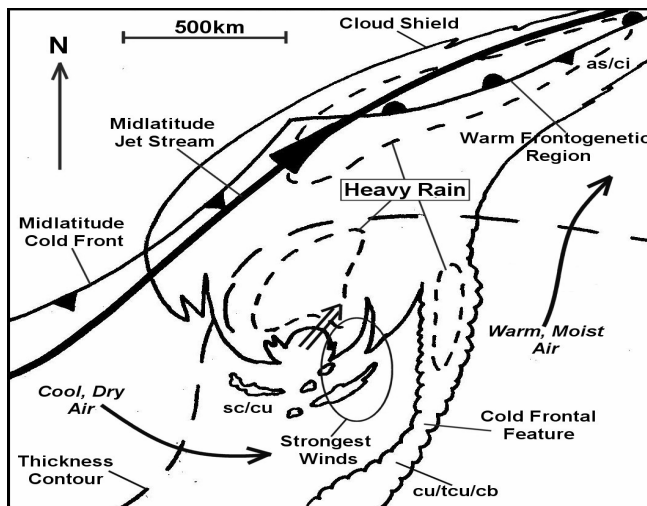 500km
Cloud Shield
N
as/ci
Midlatitude
Jet Stream
Warm Frontogenetic
Region
Heavy Rain
Midlatitude
Cold Front
Warm, Moist
Air
Cool, Dry
Air
sc/cu
Strongest
Winds
Cold Frontal
Feature
Thickness
Contour
cu/tcu/cb